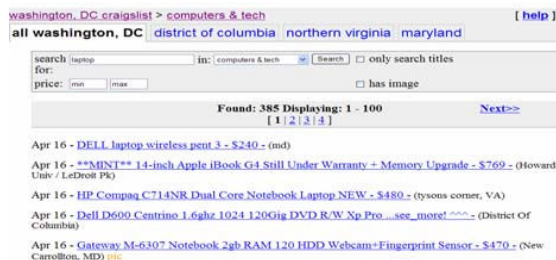 washington, DC craigslist > computers & tech [ help ]
all washington, DC district of columbia northern virginia maryland
search for: laptop in: computers & tech Search only search titles
price: min max has image
Found: 385 Displaying: 1 - 100 Next>>
[ 1 | 2 | 3 | 4 ]
Apr 16 - DELL laptop wireless pent 3 - $240 - (md)
Apr 16 - **MINT** 14-inch Apple iBook G4 Still Under Warranty + Memory Upgrade - $769 - (Howard
Univ / LeDroit Pk)
Apr 16 - HP Compaq C714NR Dual Core Notebook Laptop NEW - $480 - (tysons corner, VA)
Apr 16 - Dell D600 Centrino 1.6ghz 1024 120Gig DVD R/W Xp Pro ...see_more! ^^^ - (District Of
Columbia)
Apr 16 - Gateway M-6307 Notebook 2gb RAM 120 HDD Webcam+Fingerprint Sensor - $470 - (New
Carrollton, MD) pic